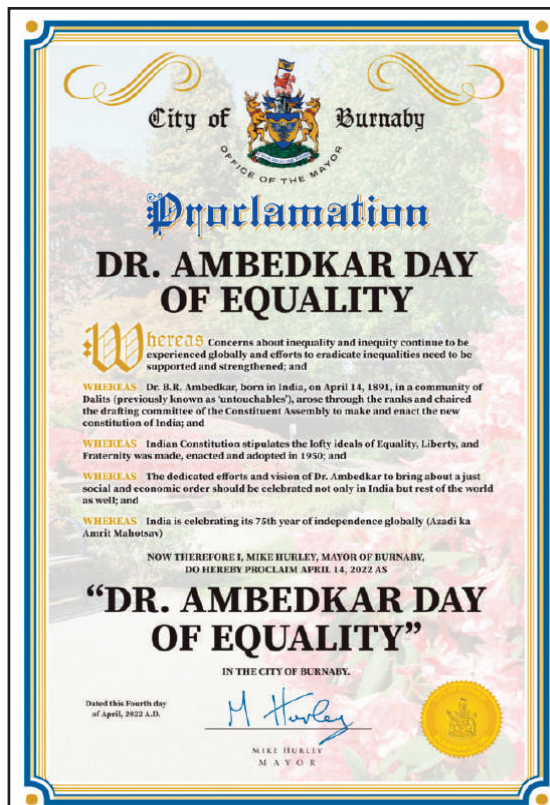 City of Burnaby
OFFICE OF THE MAYOR
Proclamation
DR. AMBEDKAR DAY
OF EQUALITY
Whereas Concerns about inequality and inequity continue to be
experienced globally and efforts to eradicate inequalities need to be
supported and strengthened; and
WHEREAS Dr. B.R. Ambedkar, born in India, on April 14, 1891, in a community of
Dalits (previously known as 'untouchables'), arose through the ranks and chaired
the drafting committee of the Constituent Assembly to make and enact the new
constitution of India; and
WHEREAS Indian Constitution stipulates the lofty ideals of Equality, Liberty, and
Fraternity was made, enacted and adopted in 1950; and
WHEREAS The dedicated efforts and vision of Dr. Ambedkar to bring about a just
social and economic order should be celebrated not only in India but rest of the world
as well; and
WHEREAS India is celebrating its 75th year of independence globally (Azadi ka
Amrit Mahotsav)
NOW THEREFORE I, MIKE HURLEY, MAYOR OF BURNABY,
DO HEREBY PROCLAIM APRIL 14, 2022 AS
“DR. AMBEDKAR DAY
OF EQUALITY”
IN THE CITY OF BURNABY.
Dated this Fourth day
of April, 2022 A.D.
M Hurley
MIKE HURLEY
MAYOR